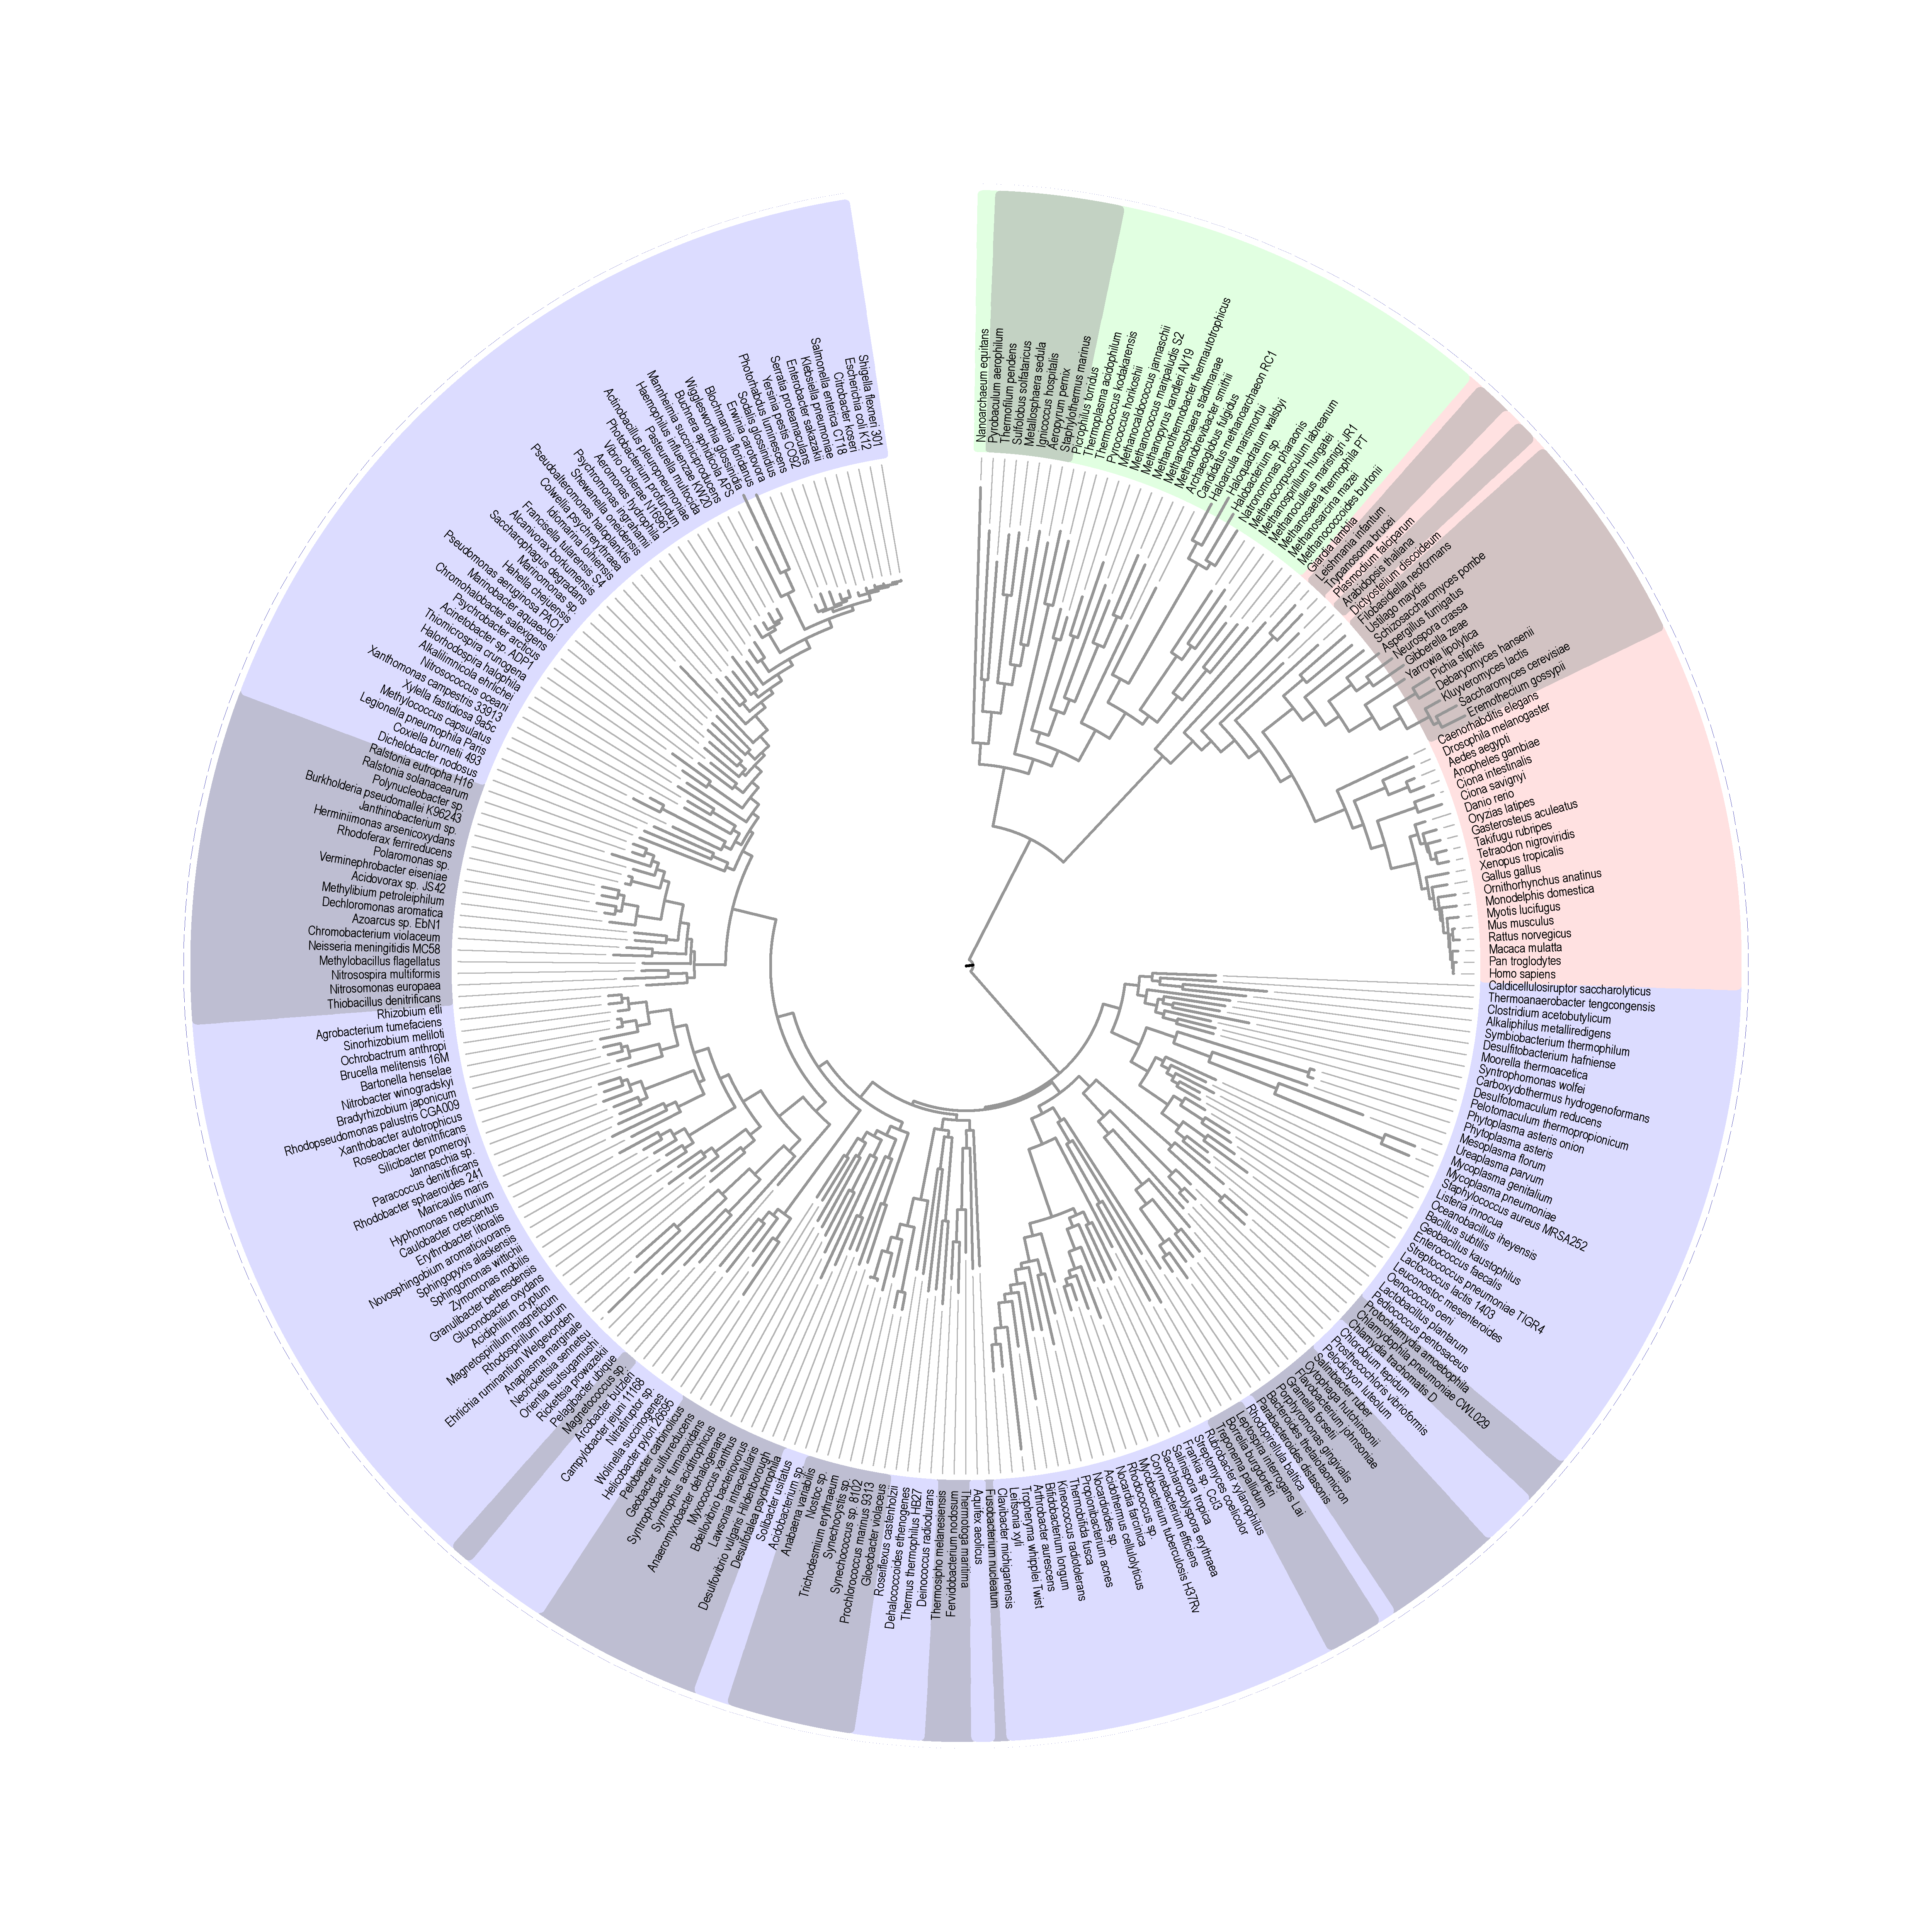 Nanoarchaeum equitans
Pyrobaculum aerophilum
Thermofilum pendens
Sulfolobus solfataricus
Metallosphaera sedula
Ignicoccus hospitalis
Aeropyrum pernix
Staphylothermus marinus
Picrophilus torridus
Thermoplasma acidophilum
Thermococcus kodakarensis
Pyrococcus horikoshii
Methanocaldococcus jannaschii
Methanococcus maripaludis S2
Methanopyrus kandleri AV19
Methanothermobacter thermautotrophicus
Methanosphaera stadtmanae
Methanobrevibacter smithii
Archaeoglobus fulgidus
Candidatus methanoarchaeon RC1
Haloarcula marismortui
Haloquadratum walsbyi
Halobacterium sp.
Natronomonas pharaonis
Methanocorpusculum labreanum
Methanospirillum hungatei
Methanoculleus marisnigri JR1
Methanosaeta thermophila PT
Methanosarcina mazei
Methanococcoides burtonii
Giardia lamblia
Leishmania infantum
Trypanosoma brucei
Plasmodium falciparum
Arabidopsis thaliana
Dictyostelium discoideum
Filobasidiella neoformans
Ustilago maydis
Schizosaccharomyces pombe
Aspergillus fumigatus
Neurospora crassa
Gibberella zeae
Yarrowia lipolytica
Pichia stipitis
Debaryomyces hansenii
Kluyveromyces lactis
Saccharomyces cerevisiae
Eremothecium gossypii
Caenorhabditis elegans
Drosophila melanogaster
Aedes aegypti
Anopheles gambiae
Ciona intestinalis
Ciona savignyi
Danio rerio
Oryzias latipes
Gasterosteus aculeatus
Takifugu rubripes
Tetraodon nigroviridis
Xenopus tropicalis
Gallus gallus
Ornithorhynchus anatinus
Monodelphis domestica
Myotis lucifugus
Mus musculus
Rattus norvegicus
Macaca mulatta
Pan troglodytes
Homo sapiens
Caldicellulosiruptor saccharolyticus
Thermoanaerobacter tengcongensis
Clostridium acetobutylicum
Alkaliphilus metalliredigens
Symbiobacterium thermophilum
Desulfitobacterium hafniense
Moorella thermoacetica
Syntrophomonas wolfei
Carboxydothermus hydrogenoformans
Desulfotomaculum reducens
Pelotomaculum thermopropionicum
Phytoplasma asteris onion
Phytoplasma asteris
Mesoplasma florum
Ureaplasma parvum
Mycoplasma genitalium
Mycoplasma pneumoniae
Staphylococcus aureus MRSA252
Listeria innocua
Oceanobacillus iheyensis
Bacillus subtilis
Geobacillus kaustophilus
Enterococcus faecalis
Streptococcus pneumoniae TIGR4
Lactococcus lactis 1403
Leuconostoc mesenteroides
Oenococcus oeni
Lactobacillus plantarum
Pediococcus pentosaceus
Protochlamydia amoebophila
Chlamydophila pneumoniae CWL029
Chlamydia trachomatis D
Chlorobium tepidum
Prosthecochloris vibrioformis
Pelodictyon luteolum
Salinibacter ruber
Cytophaga hutchinsonii
Flavobacterium johnsoniae
Gramella forsetii
Porphyromonas gingivalis
Bacteroides thetaiotaomicron
Parabacteroides distasonis
Rhodopirellula baltica
Leptospira interrogans Lai
Borrelia burgdorferi
Treponema pallidum
Rubrobacter xylanophilus
Streptomyces coelicolor
Frankia sp. CcI3
Salinispora tropica
Saccharopolyspora erythraea
Corynebacterium efficiens
Mycobacterium tuberculosis H37Rv
Rhodococcus sp.
Nocardia farcinica
Acidothermus cellulolyticus
Nocardioides sp.
Propionibacterium acnes
Thermobifida fusca
Kineococcus radiotolerans
Bifidobacterium longum
Arthrobacter aurescens
Tropheryma whipplei Twist
Leifsonia xyli
Clavibacter michiganensis
Fusobacterium nucleatum
Aquifex aeolicus
Thermotoga maritima
Fervidobacterium nodosum
Thermosipho melanesiensis
Deinococcus radiodurans
Thermus thermophilus HB27
Dehalococcoides ethenogenes
Roseiflexus castenholzii
Gloeobacter violaceus
Prochlorococcus marinus 9313
Synechococcus sp. 8102
Synechocystis sp.
Trichodesmium erythraeum
Nostoc sp.
Anabaena variabilis
Acidobacterium sp.
Solibacter usitatus
Desulfotalea psychrophila
Desulfovibrio vulgaris Hildenborough
Lawsonia intracellularis
Bdellovibrio bacteriovorus
Myxococcus xanthus
Anaeromyxobacter dehalogenans
Syntrophus aciditrophicus
Syntrophobacter fumaroxidans
Geobacter sulfurreducens
Pelobacter carbinolicus
Helicobacter pylori 26695
Wolinella succinogenes
Nitratiruptor sp.
Campylobacter jejuni 11168
Arcobacter butzleri
Magnetococcus sp.
Pelagibacter ubique
Rickettsia prowazekii
Orientia tsutsugamushi
Neorickettsia sennetsu
Anaplasma marginale
Ehrlichia ruminantium Welgevonden
Rhodospirillum rubrum
Magnetospirillum magneticum
Acidiphilium cryptum
Gluconobacter oxydans
Granulibacter bethesdensis
Zymomonas mobilis
Sphingomonas wittichii
Sphingopyxis alaskensis
Novosphingobium aromaticivorans
Erythrobacter litoralis
Caulobacter crescentus
Hyphomonas neptunium
Maricaulis maris
Rhodobacter sphaeroides 241
Paracoccus denitrificans
Jannaschia sp.
Silicibacter pomeroyi
Roseobacter denitrificans
Xanthobacter autotrophicus
Rhodopseudomonas palustris CGA009
Bradyrhizobium japonicum
Nitrobacter winogradskyi
Bartonella henselae
Brucella melitensis 16M
Ochrobactrum anthropi
Sinorhizobium meliloti
Agrobacterium tumefaciens
Rhizobium etli
Thiobacillus denitrificans
Nitrosomonas europaea
Nitrosospira multiformis
Methylobacillus flagellatus
Neisseria meningitidis MC58
Chromobacterium violaceum
Azoarcus sp. EbN1
Dechloromonas aromatica
Methylibium petroleiphilum
Acidovorax sp. JS42
Verminephrobacter eiseniae
Polaromonas sp.
Rhodoferax ferrireducens
Herminiimonas arsenicoxydans
Janthinobacterium sp.
Burkholderia pseudomallei K96243
Polynucleobacter sp.
Ralstonia solanacearum
Ralstonia eutropha H16
Dichelobacter nodosus
Coxiella burnetii 493
Legionella pneumophila Paris
Methylococcus capsulatus
Xylella fastidiosa 9a5c
Xanthomonas campestris 33913
Nitrosococcus oceani
Alkalilimnicola ehrlichei
Halorhodospira halophila
Thiomicrospira crunogena
Acinetobacter sp. ADP1
Psychrobacter arcticus
Chromohalobacter salexigens
Marinobacter aquaeolei
Pseudomonas aeruginosa PAO1
Hahella chejuensis
Marinomonas sp.
Saccharophagus degradans
Alcanivorax borkumensis
Francisella tularensis S4
Idiomarina loihiensis
Colwellia psychrerythraea
Pseudoalteromonas haloplanktis
Shewanella oneidensis
Psychromonas ingrahamii
Aeromonas hydrophila
Vibrio cholerae N16961
Photobacterium profundum
Actinobacillus pleuropneumoniae
Pasteurella multocida
Haemophilus influenzae KW20
Mannheimia succiniciproducens
Buchnera aphidicola APS
Wigglesworthia glossinidia
Blochmannia floridanus
Erwinia carotovora
Sodalis glossinidius
Photorhabdus luminescens
Yersinia pestis CO92
Serratia proteamaculans
Enterobacter sakazakii
Klebsiella pneumoniae
Salmonella enterica CT18
Citrobacter koseri
Escherichia coli K12
Shigella flexneri 301